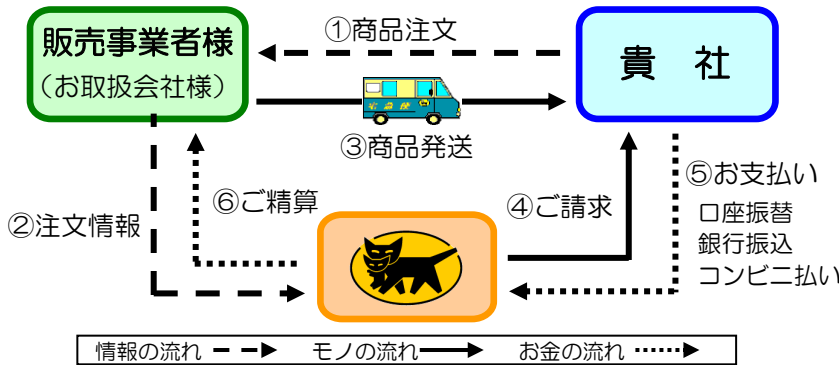 ①商品注文
販売事業者様
(お取扱会社様)
貴 社
宅急便
③商品発送
②注文情報
⑥ご精算
④ご請求
⑤お支払い
口座振替
銀行振込
コンビニ払い
情報の流れ
モノの流れ
お金の流れ